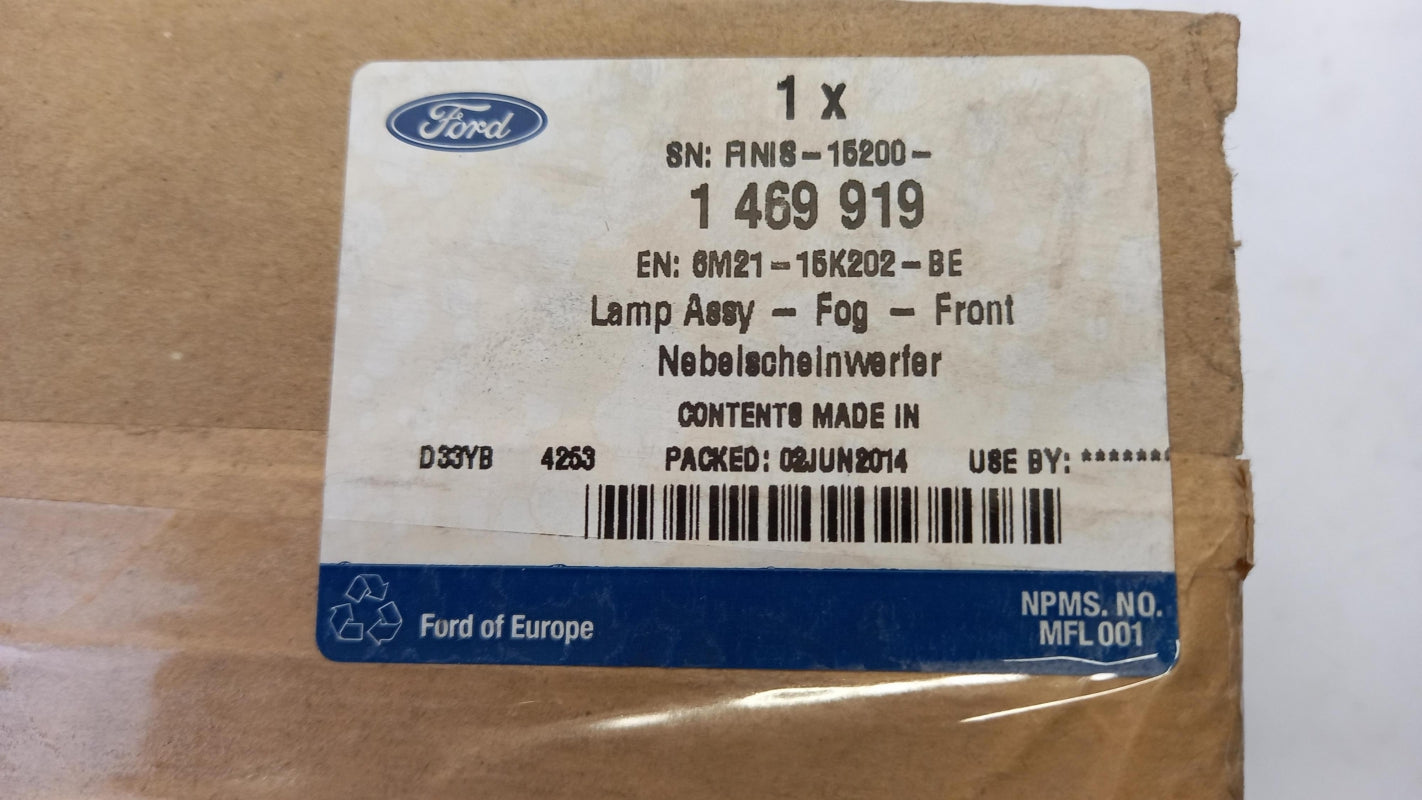 Ford
1 x
SN: FINIS-15200-
1 469 919
EN: 6M21-15K202-BE
Lamp Assy - Fog - Front
Nebelscheinwerfer
CONTENTS MADE IN
D33YB 4253 PACKED: 02JUN2014 USE BY: *******
Ford of Europe
NPMS. NO.
MFL 001